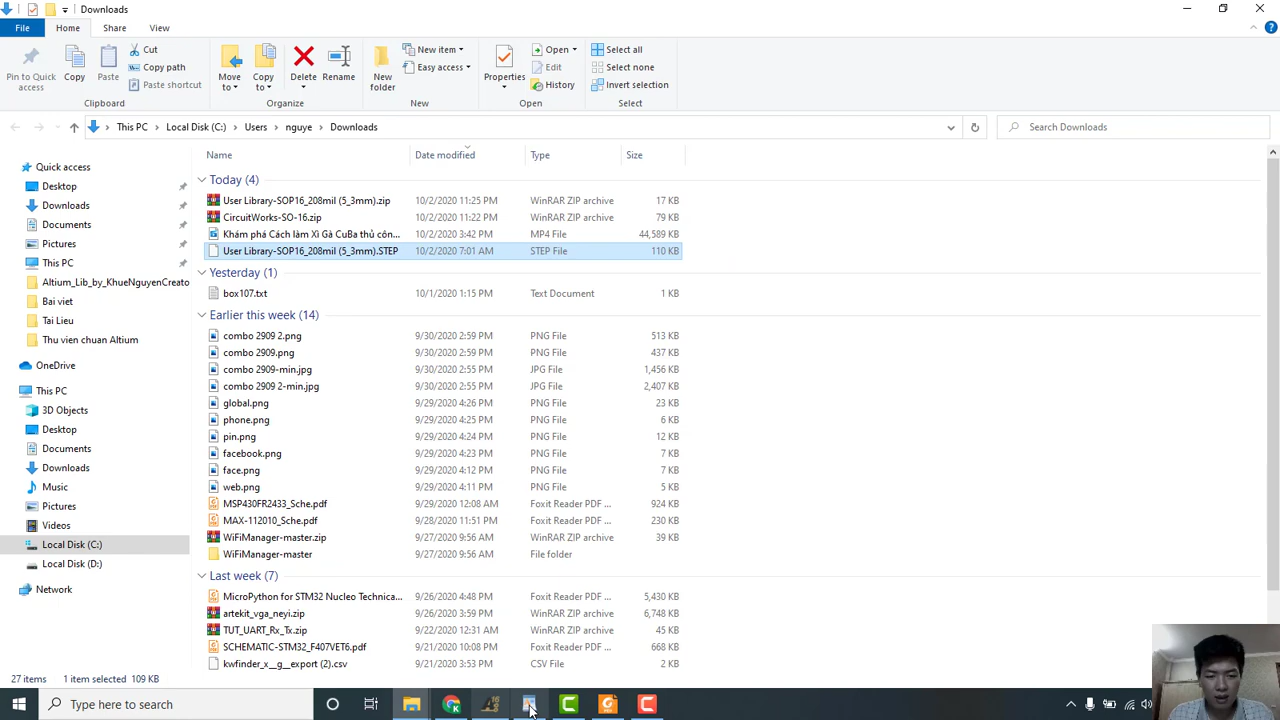 Downloads
File Home Share View
Pin to Quick access
Copy
Paste
Cut
Copy path
Paste shortcut
Clipboard
Move to
Copy to
Delete
Rename
Organize
New folder
New item
Easy access
New
Properties
Open
Edit
History
Open
Select all
Select none
Invert selection
Select
This PC › Local Disk (C:) › Users › nguye › Downloads
Search Downloads
Quick access
Desktop
Downloads
Documents
Pictures
This PC
Altium_Lib_by_KhueNguyenCreato
Bai viet
Tai Lieu
Thu vien chuan Altium
OneDrive
This PC
3D Objects
Desktop
Documents
Downloads
Music
Pictures
Videos
Local Disk (C:)
Local Disk (D:)
Network
Name Date modified Type Size
Today (4)
User Library-SOP16_208mil (5_3mm).zip 10/2/2020 11:25 PM WinRAR ZIP archive 17 KB
CircuitWorks-SO-16.zip 10/2/2020 11:22 PM WinRAR ZIP archive 79 KB
Khám phá Cách làm Xì Gà CuBa thủ côn... 10/2/2020 3:42 PM MP4 File 44,589 KB
User Library-SOP16_208mil (5_3mm).STEP 10/2/2020 7:01 AM STEP File 110 KB
Yesterday (1)
box107.txt 10/1/2020 1:15 PM Text Document 1 KB
Earlier this week (14)
combo 2909 2.png 9/30/2020 2:59 PM PNG File 513 KB
combo 2909.png 9/30/2020 2:59 PM PNG File 437 KB
combo 2909-min.jpg 9/30/2020 2:55 PM JPG File 1,456 KB
combo 2909 2-min.jpg 9/30/2020 2:55 PM JPG File 2,407 KB
global.png 9/29/2020 4:26 PM PNG File 23 KB
phone.png 9/29/2020 4:25 PM PNG File 6 KB
pin.png 9/29/2020 4:24 PM PNG File 12 KB
facebook.png 9/29/2020 4:23 PM PNG File 7 KB
face.png 9/29/2020 4:12 PM PNG File 7 KB
web.png 9/29/2020 4:11 PM PNG File 5 KB
MSP430FR2433_Sche.pdf 9/29/2020 12:08 AM Foxit Reader PDF ... 924 KB
MAX-112010_Sche.pdf 9/28/2020 11:51 PM Foxit Reader PDF ... 230 KB
WiFiManager-master.zip 9/27/2020 9:56 AM WinRAR ZIP archive 39 KB
WiFiManager-master 9/27/2020 9:56 AM File folder
Last week (7)
MicroPython for STM32 Nucleo Technica... 9/26/2020 4:48 PM Foxit Reader PDF ... 5,430 KB
artekit_vga_neyi.zip 9/26/2020 3:59 PM WinRAR ZIP archive 6,748 KB
TUT_UART_Rx_Tx.zip 9/22/2020 12:31 AM WinRAR ZIP archive 45 KB
SCHEMATIC-STM32_F407VET6.pdf 9/21/2020 10:08 PM Foxit Reader PDF ... 668 KB
kwfinder_x__g__export (2).csv 9/21/2020 3:53 PM CSV File 2 KB
27 items 1 item selected 109 KB
Type here to search